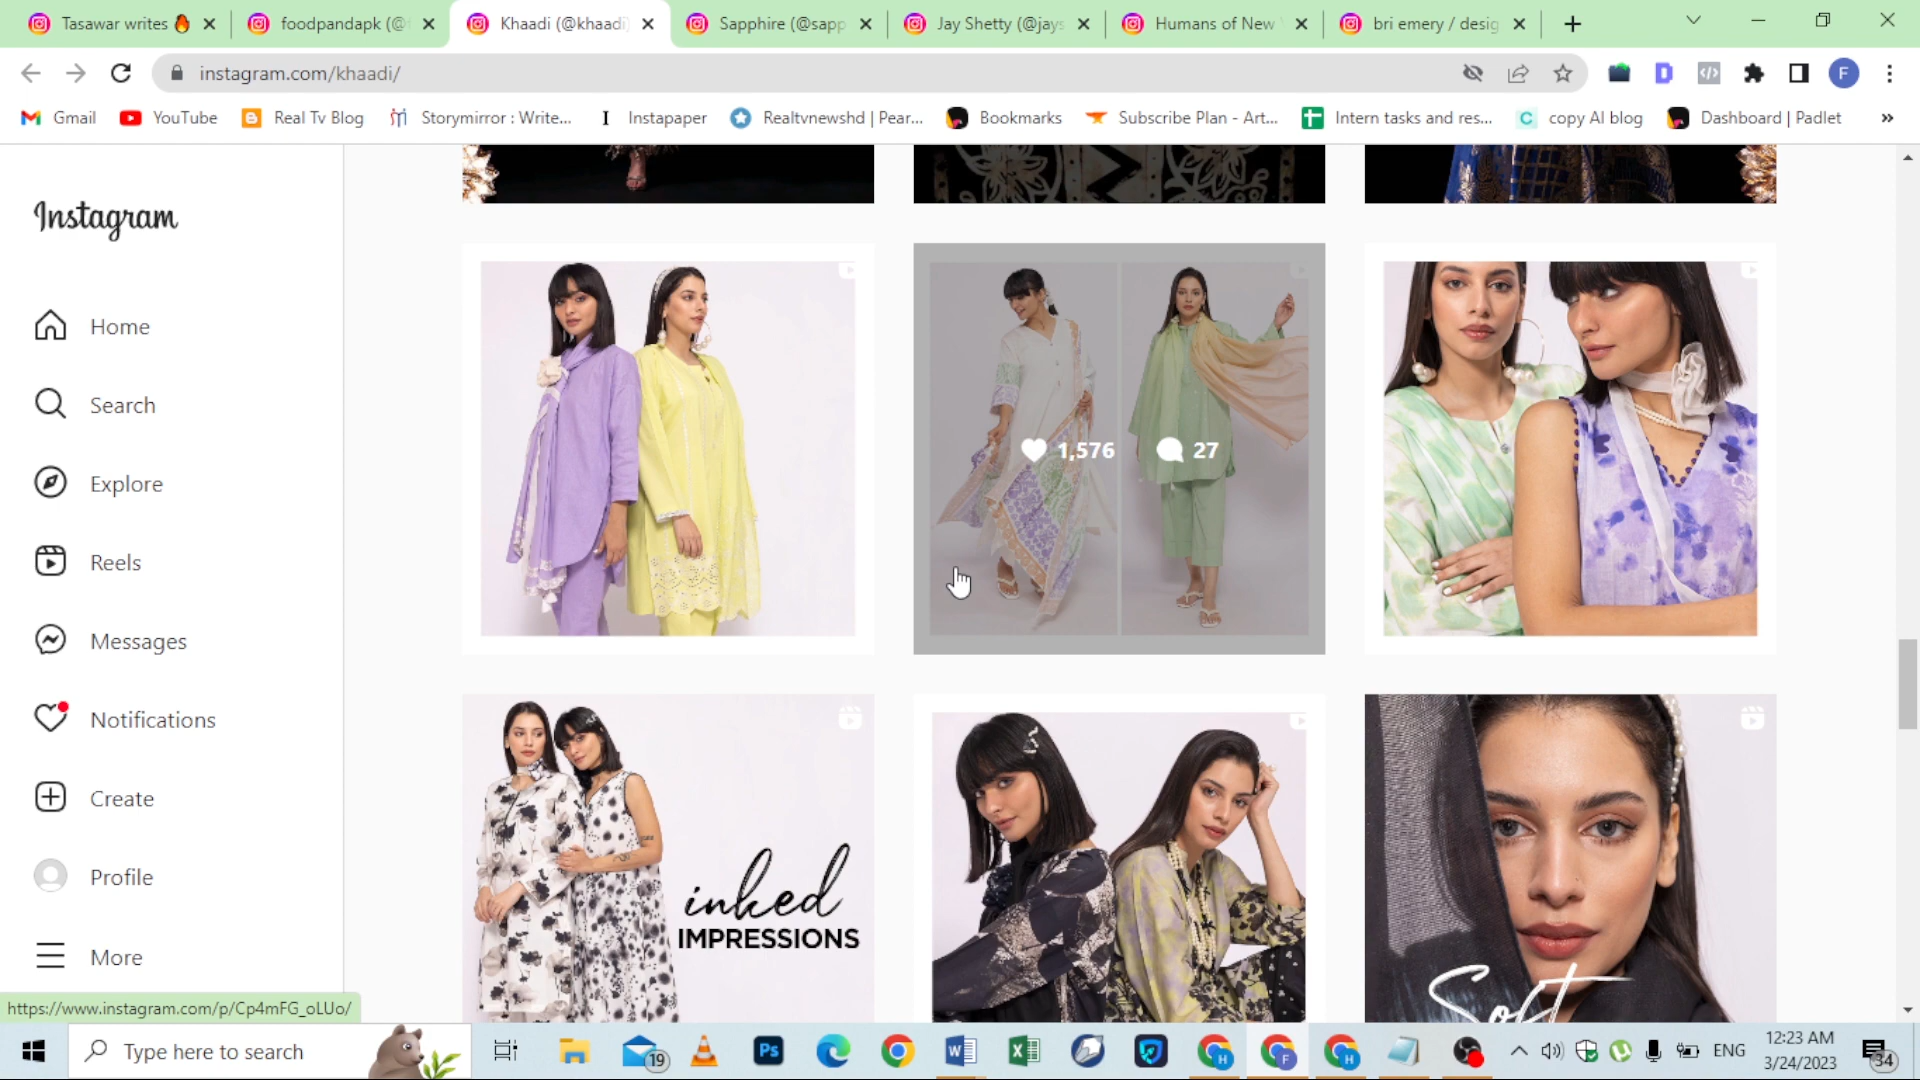 Tasawar writes
foodpandapk (@f
Khaadi (@khaadi
Sapphire (@sapp
Jay Shetty (@jays
Humans of New
bri emery / desig
instagram.com/khaadi/
F
Gmail
YouTube
Real Tv Blog
Storymirror : Write...
Instapaper
Realtvnewshd | Pear...
Bookmarks
Subscribe Plan - Art...
Intern tasks and res...
copy AI blog
Dashboard | Padlet
»
Instagram
Home
Search
Explore
Reels
Messages
Notifications
Create
Profile
More
1,576
27
inked
IMPRESSIONS
Soft
https://www.instagram.com/p/Cp4mFG_oLUo/
Type here to search
19
Ps
ENG
12:23 AM
3/24/2023
34